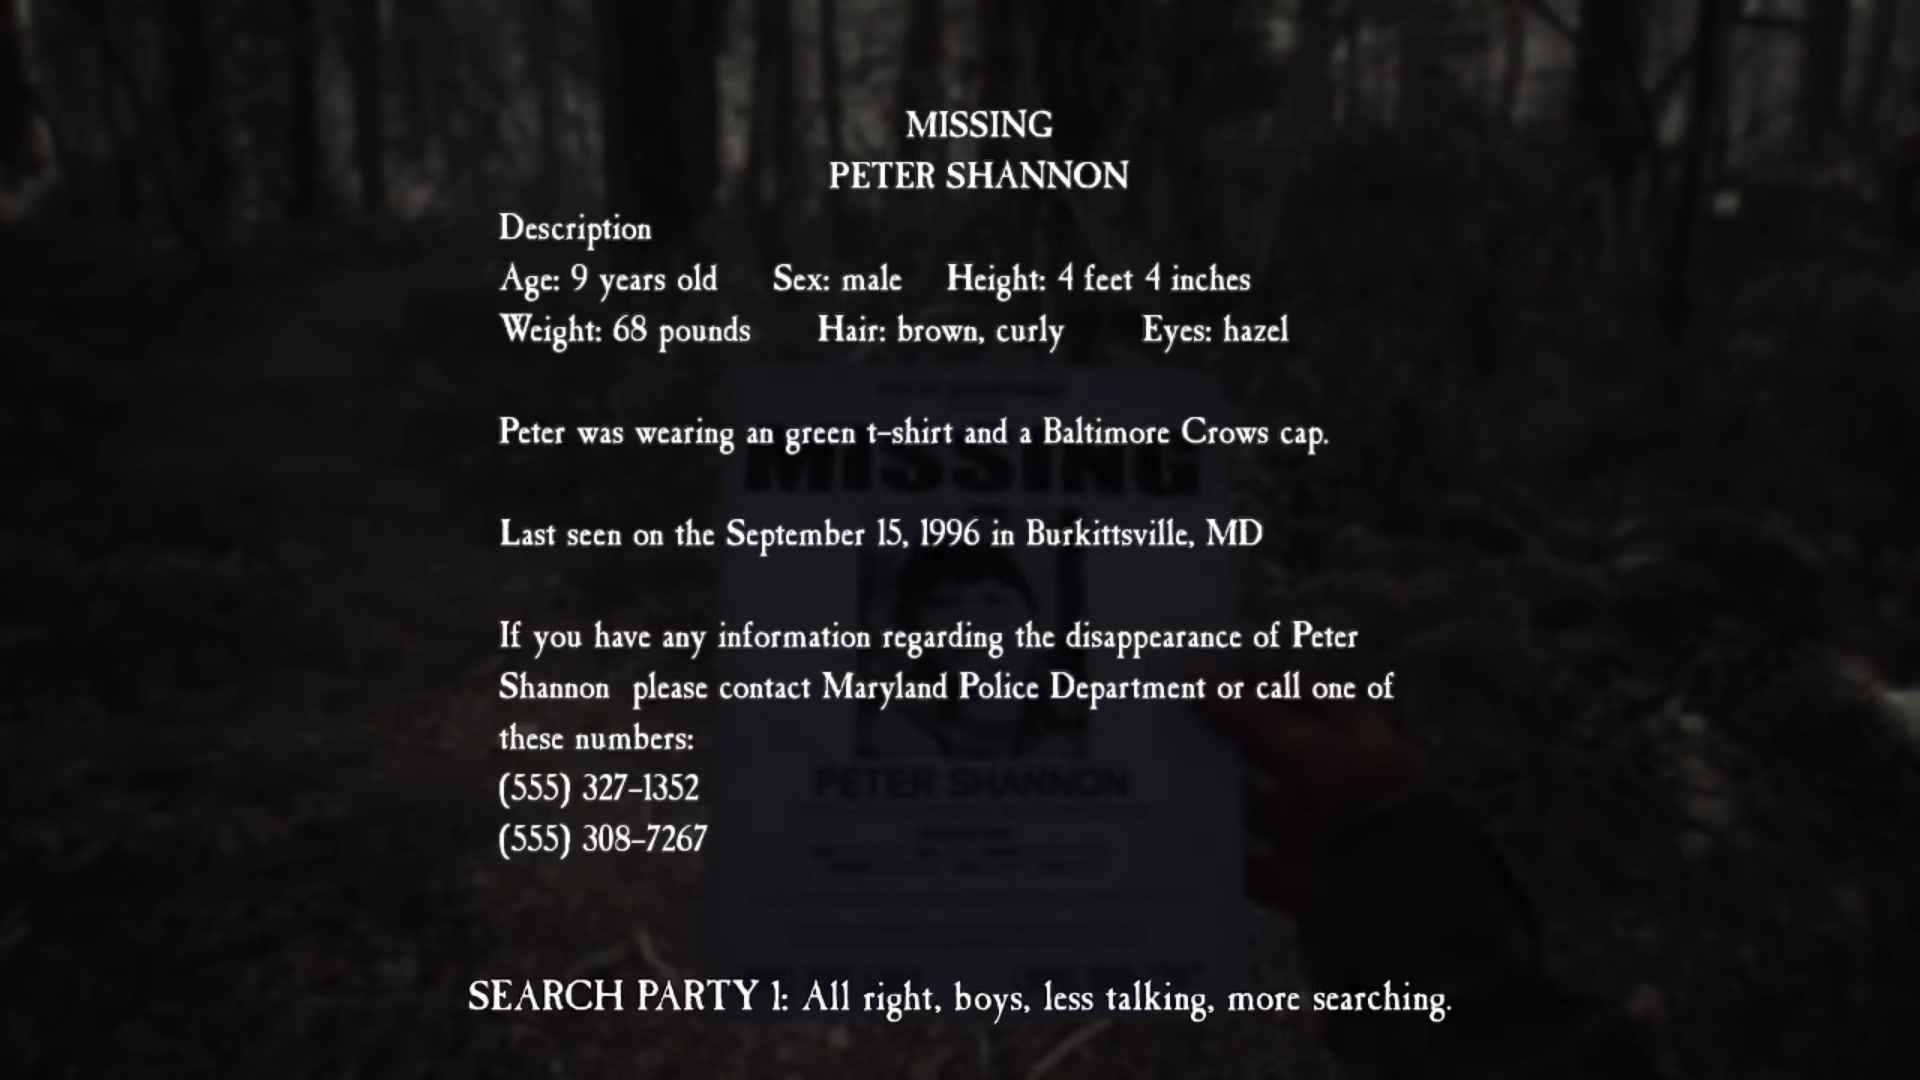 MISSING
PETER SHANNON
Description
Age: 9 years old Sex: male Height: 4 feet 4 inches
Weight: 68 pounds Hair: brown, curly Eyes: hazel
Peter was wearing an green t-shirt and a Baltimore Crows cap.
MISSING
Last seen on the September 15, 1996 in Burkittsville, MD
If you have any information regarding the disappearance of Peter
Shannon please contact Maryland Police Department or call one of
these numbers:
(555) 327-1352
PETER SHANNON
(555) 308-7267
SEARCH PARTY 1: All right, boys, less talking, more searching.